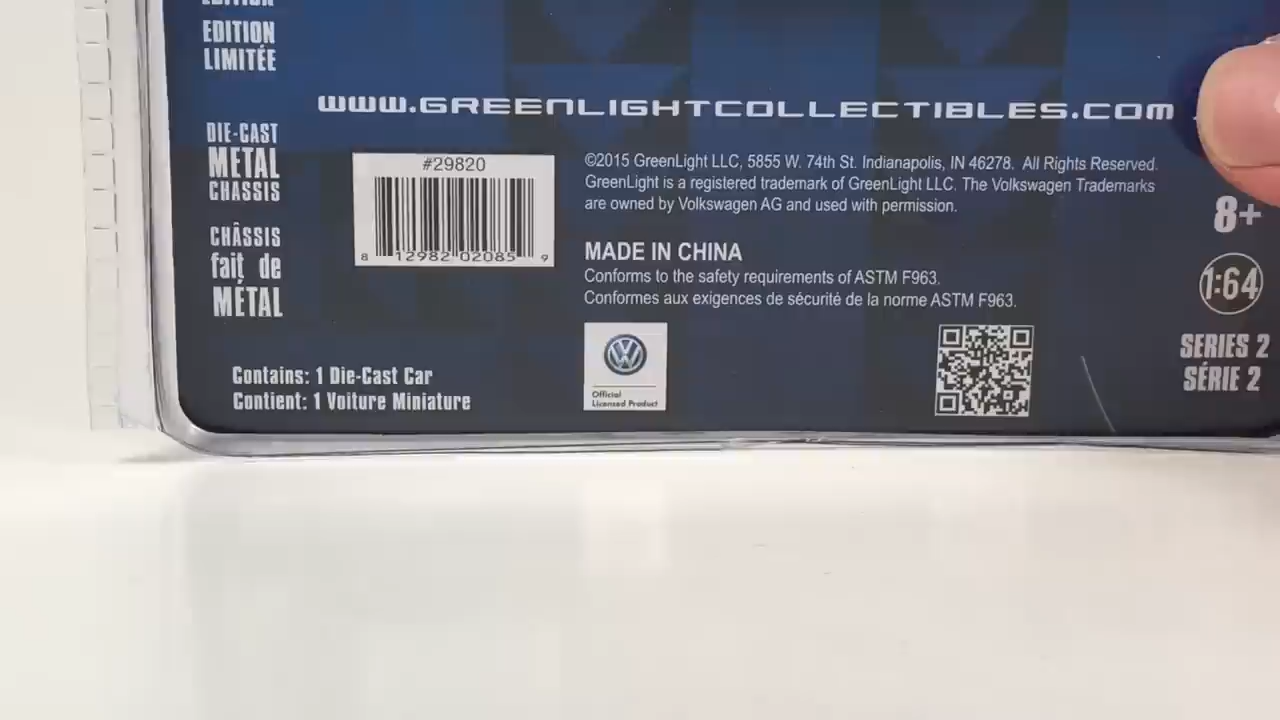 EDITION
EDITION
LIMITÉE
WWW.GREENLIGHTCOLLECTIBLES.COM
DIE-CAST
METAL
CHASSIS
CHÂSSIS
fait de
MÉTAL
#29820
8 12982 02085 9
©2015 GreenLight LLC, 5855 W. 74th St. Indianapolis, IN 46278. All Rights Reserved.
GreenLight is a registered trademark of GreenLight LLC. The Volkswagen Trademarks
are owned by Volkswagen AG and used with permission.
MADE IN CHINA
Conforms to the safety requirements of ASTM F963.
Conformes aux exigences de sécurité de la norme ASTM F963.
8+
1:64
SERIES 2
SÉRIE 2
Contains: 1 Die-Cast Car
Contient: 1 Voiture Miniature
Official
Licensed Product